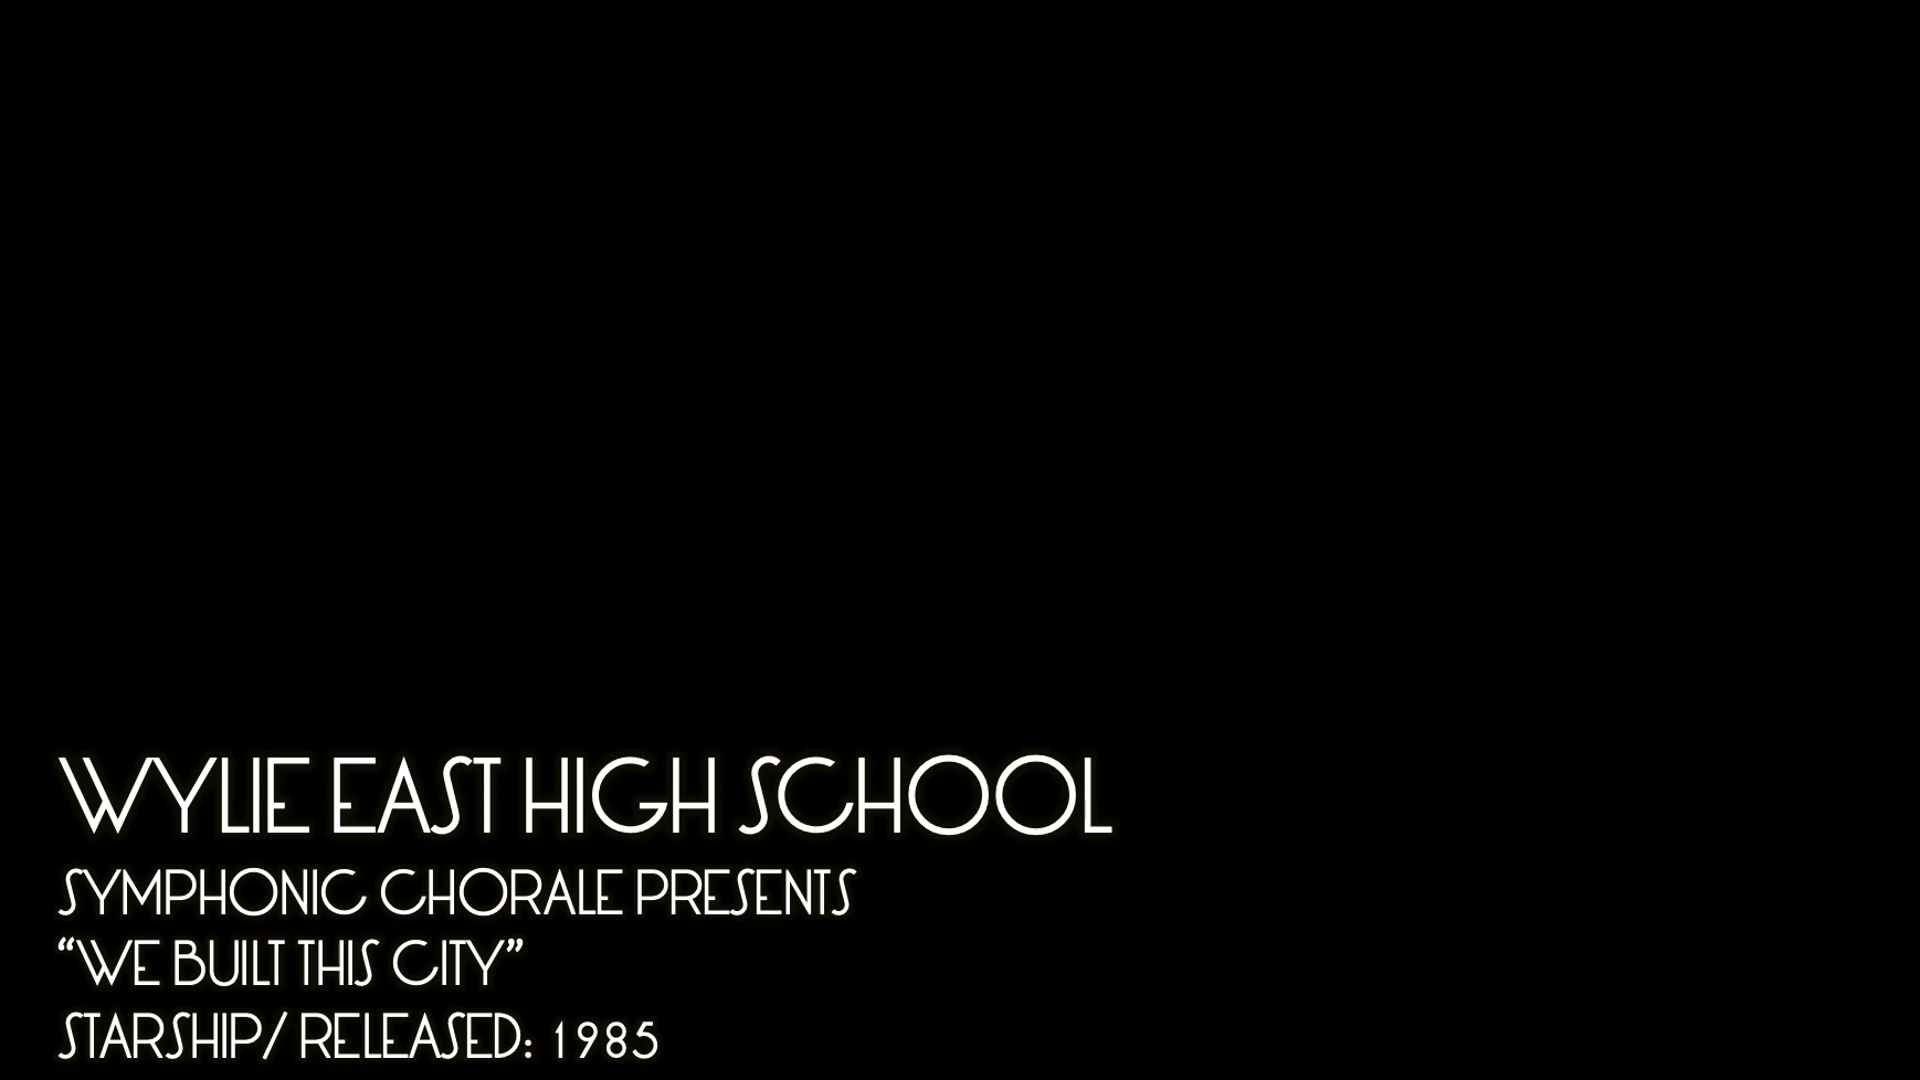 WYLIE EAST HIGH SCHOOL
SYMPHONIC CHORALE PRESENTS
“WE BUILT THIS CITY”
STARSHIP/ RELEASED: 1985